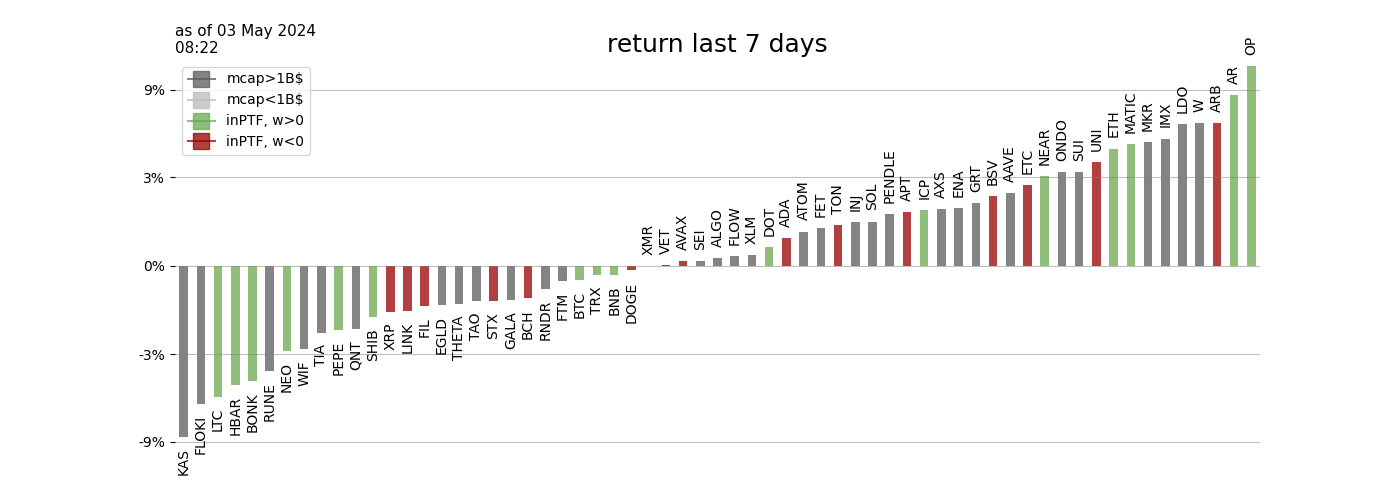 as of 03 May 2024
08:22
return last 7 days
mcap>1B$
mcap<1B$
inPTF, w>0
inPTF, w<0
9%
3%
0%
-3%
-9%
KAS
FLOKI
LTC
HBAR
BONK
RUNE
NEO
WIF
TIA
PEPE
QNT
SHIB
XRP
LINK
FIL
EGLD
THETA
TAO
STX
GALA
BCH
RNDR
FTM
BTC
TRX
BNB
DOGE
XMR
VET
AVAX
SEI
ALGO
FLOW
XLM
DOT
ADA
ATOM
FET
TON
INJ
SOL
PENDLE
APT
ICP
AXS
ENA
GRT
BSV
AAVE
ETC
NEAR
ONDO
SUI
UNI
ETH
MATIC
MKR
IMX
LDO
W
ARB
AR
OP